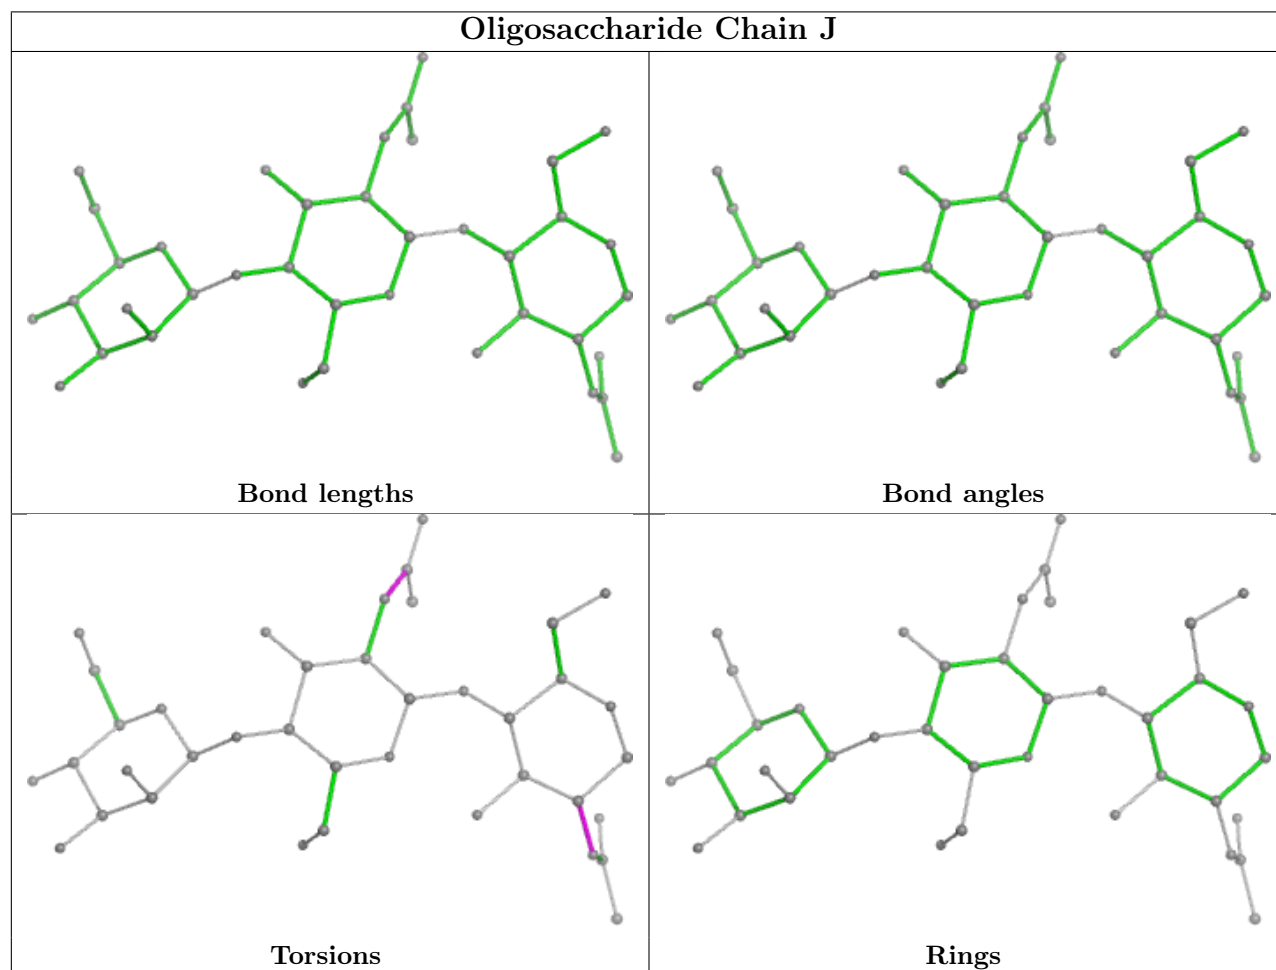 Oligosaccharide Chain J
Bond lengths
Bond angles
Torsions
Rings